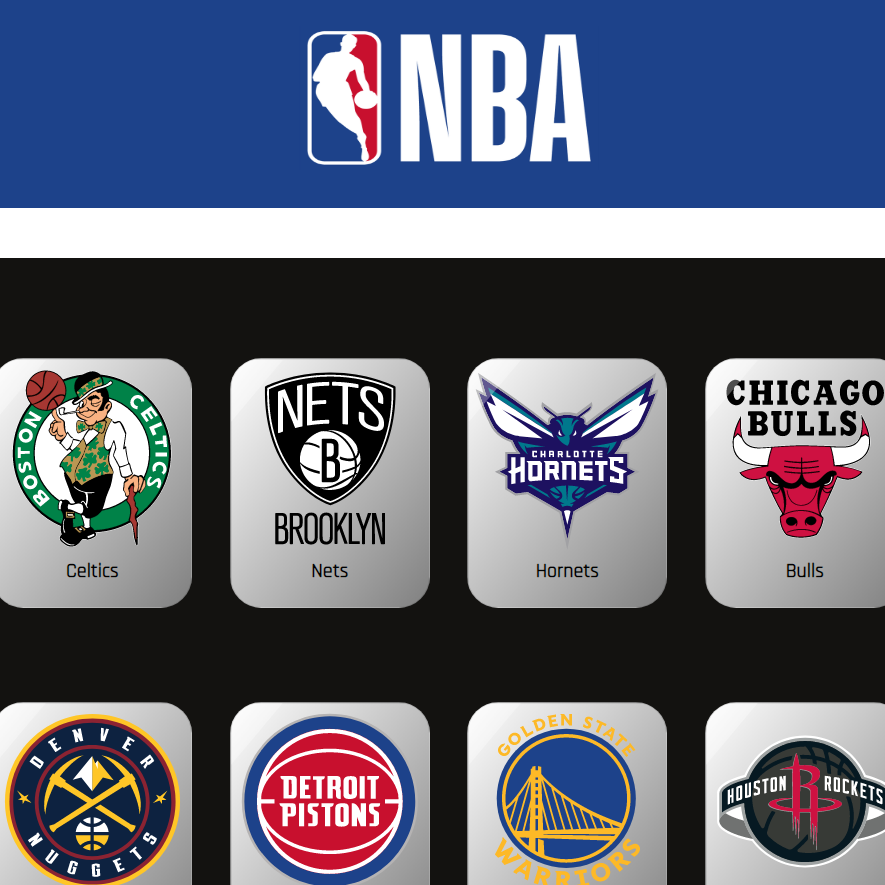 NBA
BOSTON CELTICS
NETS
B
BROOKLYN
CHARLOTTE
HORNETS
CHICAGO
BULLS
Celtics
Nets
Hornets
Bulls
DENVER
NUGGETS
DETROIT
PISTONS
GOLDEN STATE
WARRIORS
HOUSTON R ROCKETS